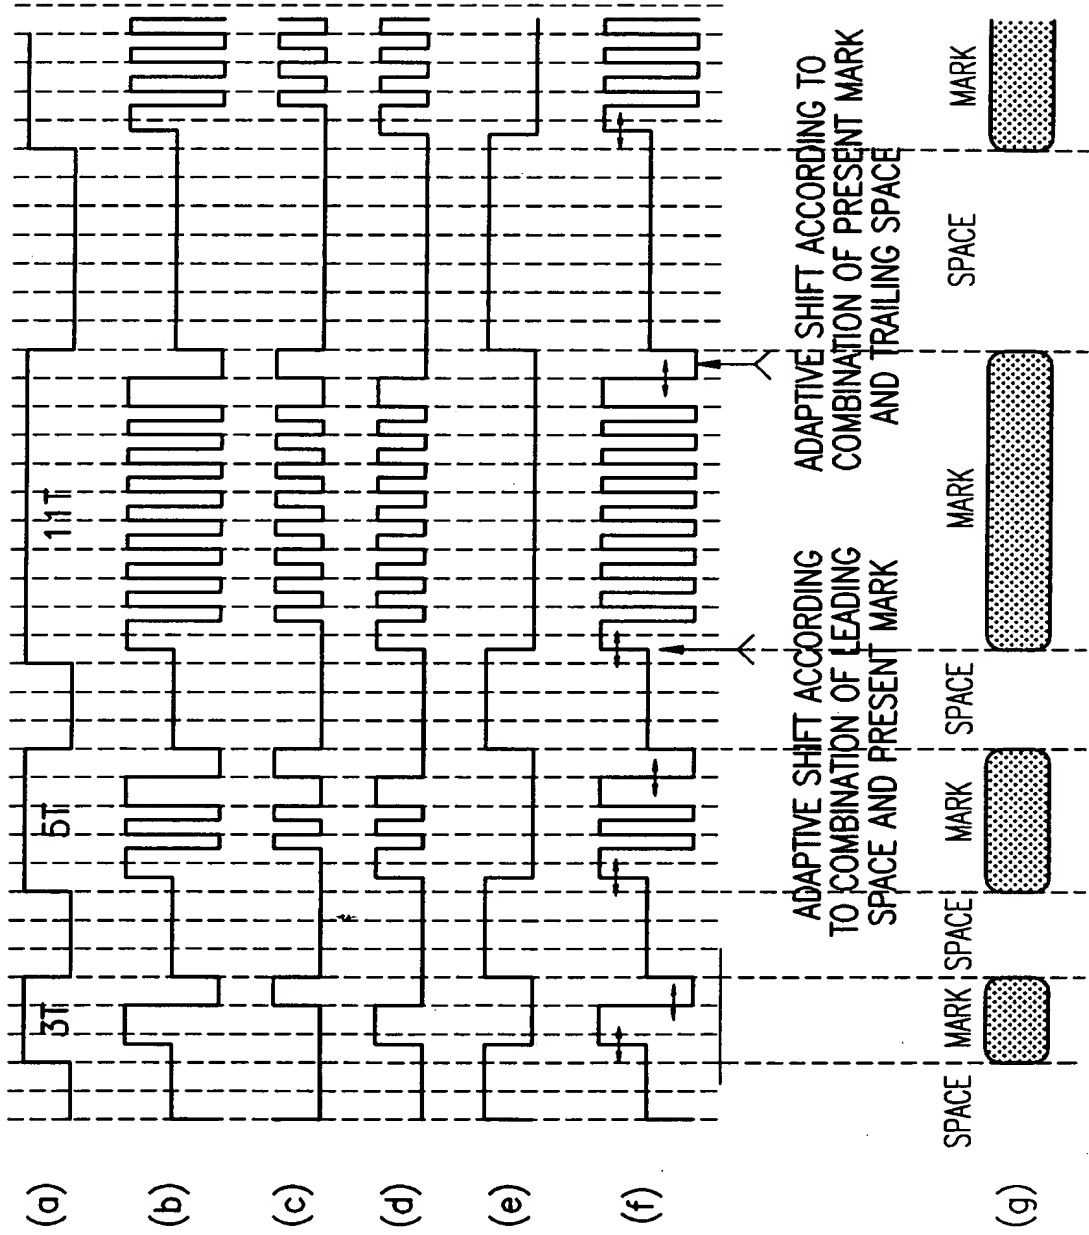 (a)
3T
5T
11T
(b)
(c)
(d)
(e)
(f)
ADAPTIVE SHIFT ACCORDING
TO COMBINATION OF LEADING
SPACE AND PRESENT MARK
ADAPTIVE SHIFT ACCORDING TO
COMBINATION OF PRESENT MARK
AND TRAILING SPACE
(g)
SPACE
MARK
SPACE
MARK
SPACE
MARK
SPACE
MARK